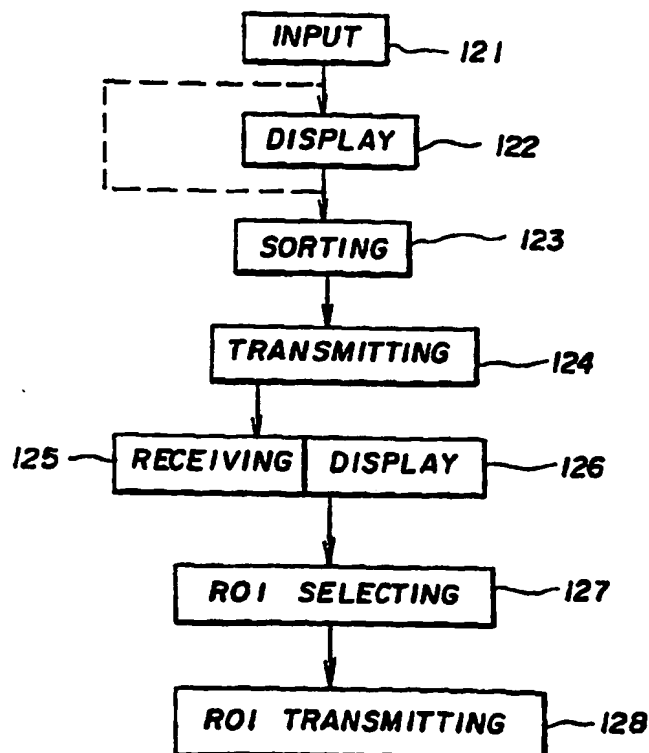 INPUT 121
DISPLAY 122
SORTING 123
TRANSMITTING 124
125 RECEIVING DISPLAY 126
ROI SELECTING 127
ROI TRANSMITTING 128